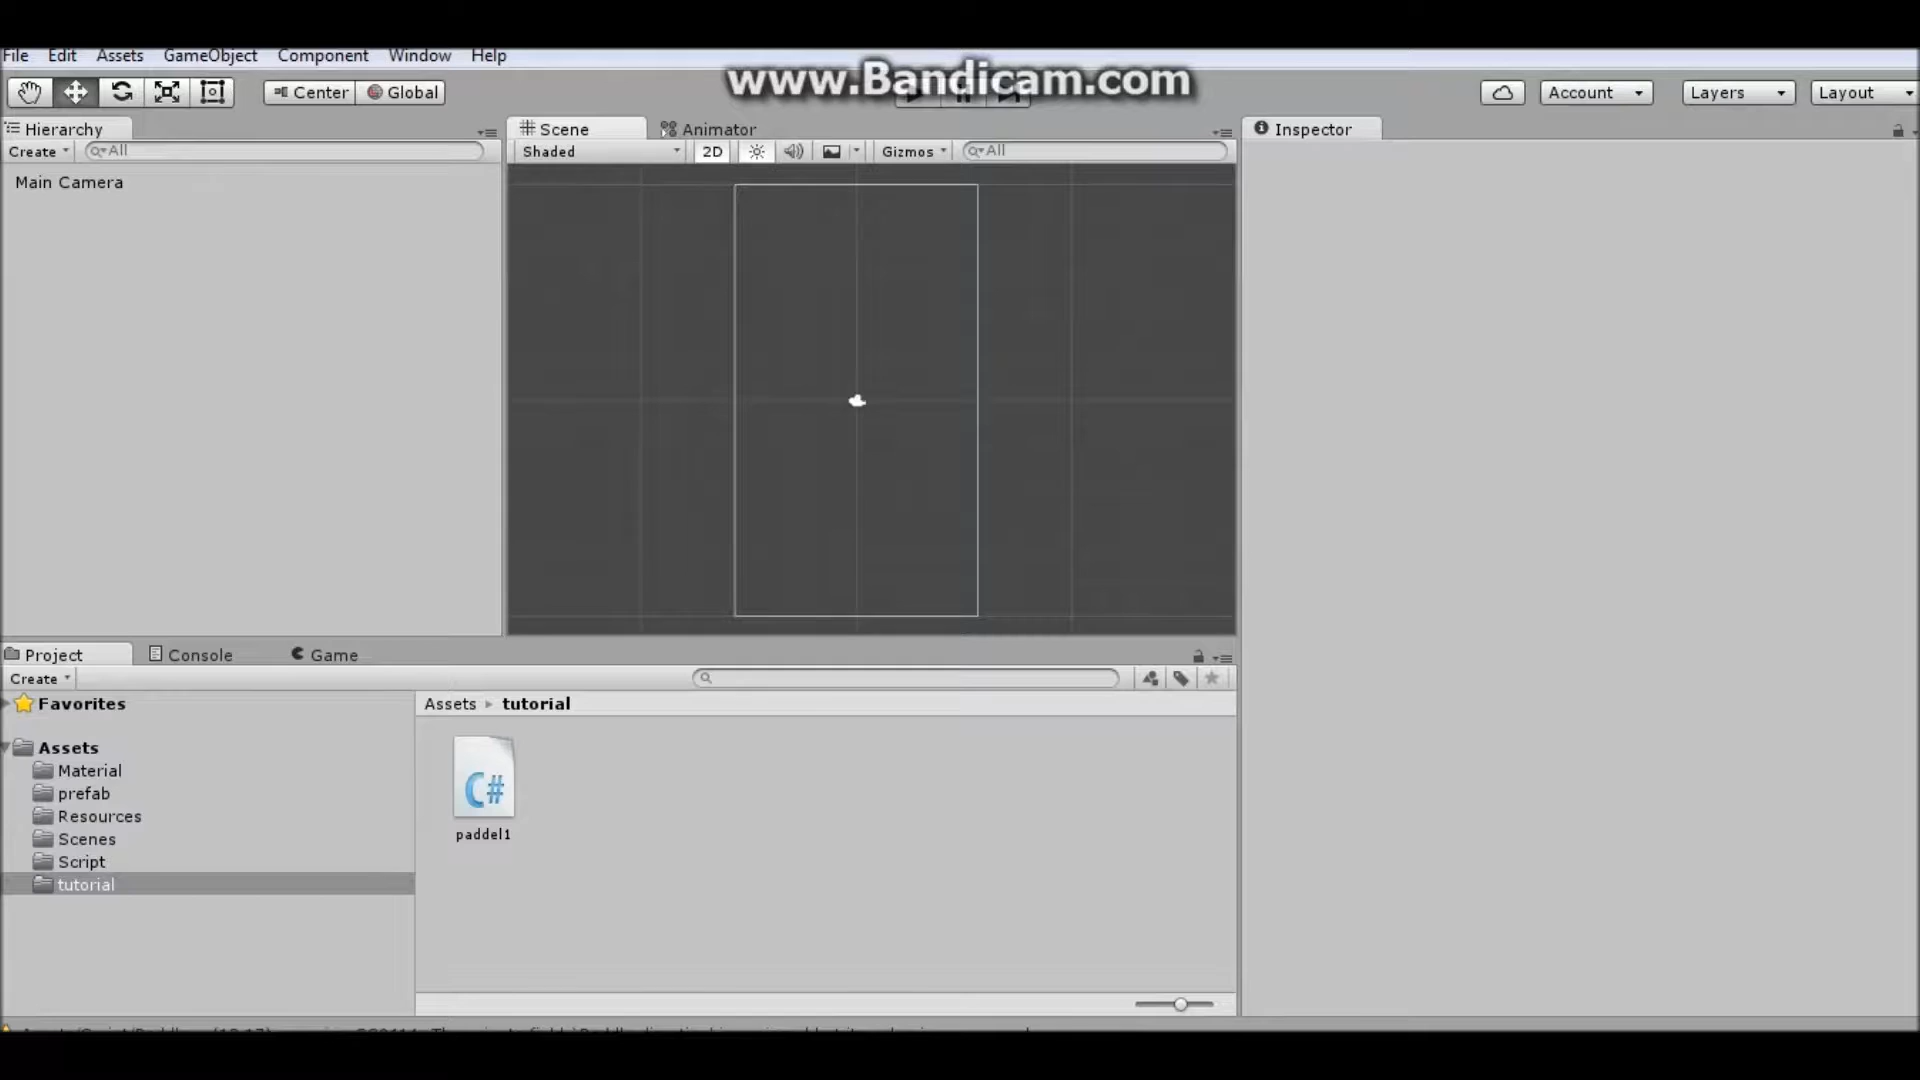 File Edit Assets GameObject Component Window Help
www.Bandicam.com
Center Global Account Layers Layout
Hierarchy Scene Animator Inspector
Create All Shaded 2D Gizmos All
Main Camera
Project Console Game
Create
Favorites Assets tutorial
Assets
Material
prefab
Resources
Scenes
Script
tutorial
C#
paddel1